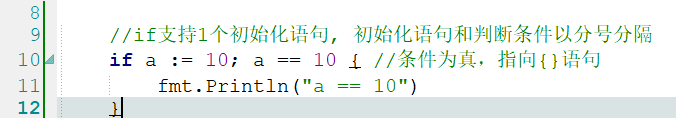 8
9 //if支持1个初始化语句, 初始化语句和判断条件以分号分隔
10 if a := 10; a == 10 { //条件为真, 指向{}语句
11 fmt.Println("a == 10")
12 }